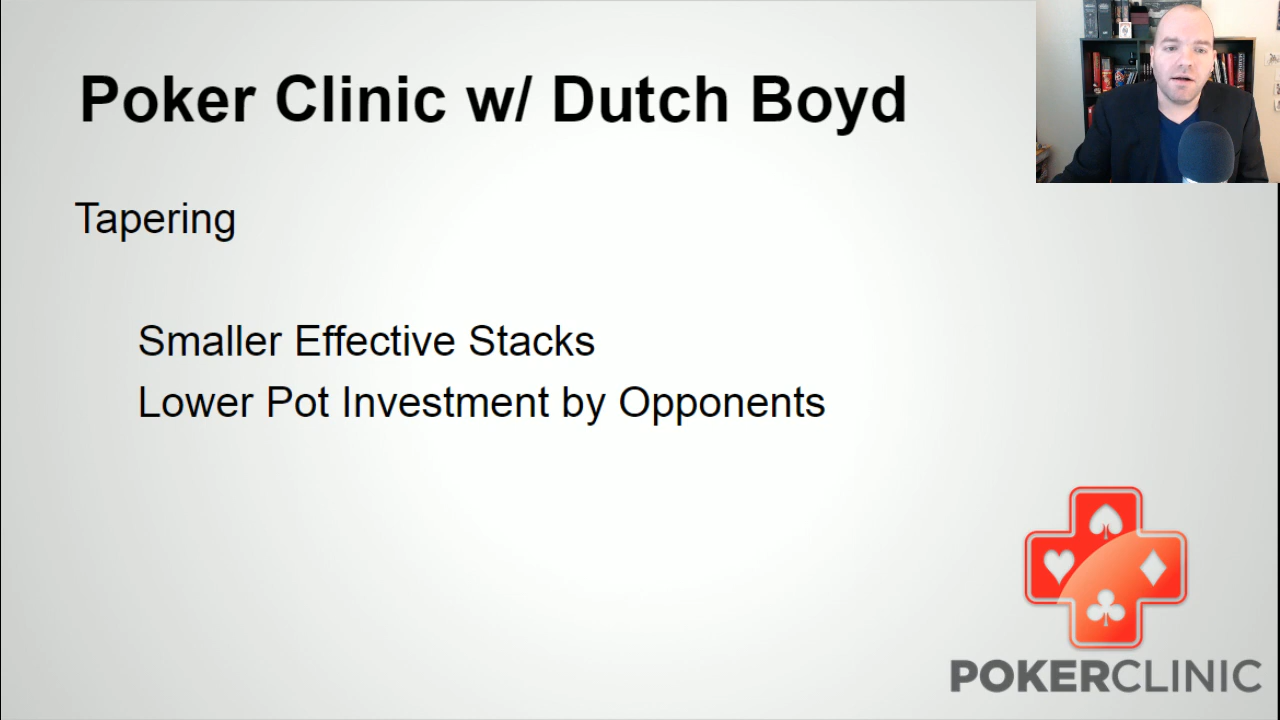 Poker Clinic w/ Dutch Boyd
Tapering
Smaller Effective Stacks
Lower Pot Investment by Opponents
POKERCLINIC